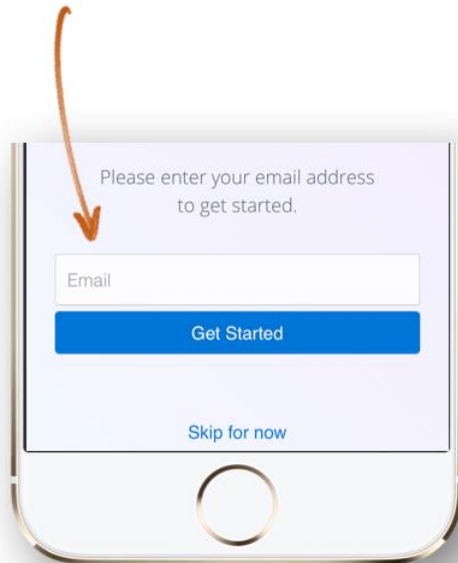 Please enter your email address
to get started.
Email
Get Started
Skip for now